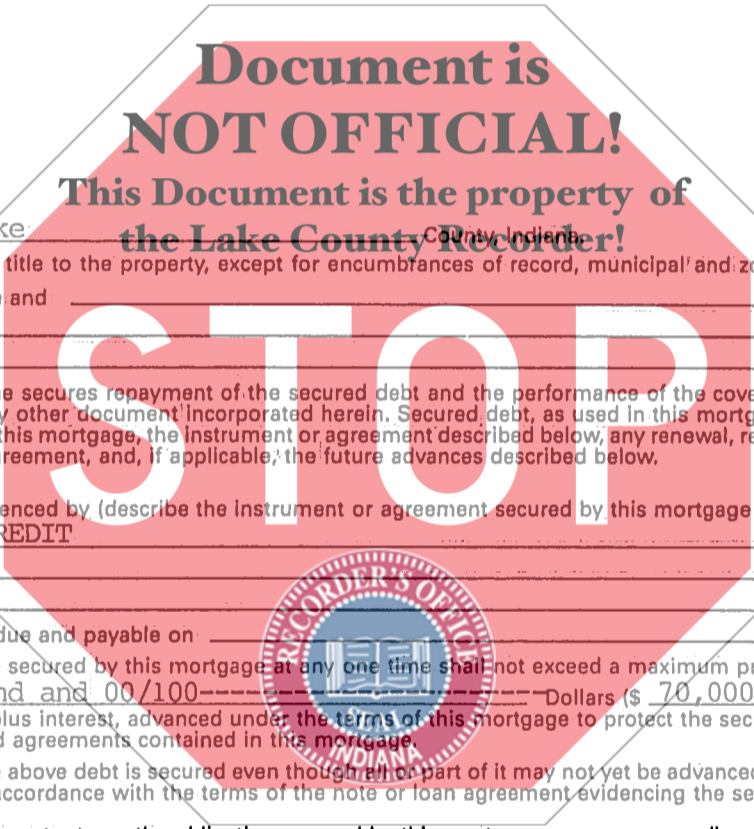 Document is
NOT OFFICIAL!
This Document is the property of
the Lake County Recorder!
ke County, Indiana,
title to the property, except for encumbrances of record, municipal and zo
and
STOP
e secures repayment of the secured debt and the performance of the cove
y other document incorporated herein. Secured debt, as used in this mortg
this mortgage, the instrument or agreement described below, any renewal, re
reement, and, if applicable, the future advances described below.
enced by (describe the instrument or agreement secured by this mortgage
REDIT
RECORDER'S OFFICE
due and payable on
secured by this mortgage at any one time shall not exceed a maximum pr
nd and 00/100-------------------------------- Dollars ($ 70,000
plus interest, advanced under the terms of this mortgage to protect the sec
d agreements contained in this mortgage.
INDIANA
above debt is secured even though all or part of it may not yet be advanced
accordance with the terms of the note or loan agreement evidencing the se